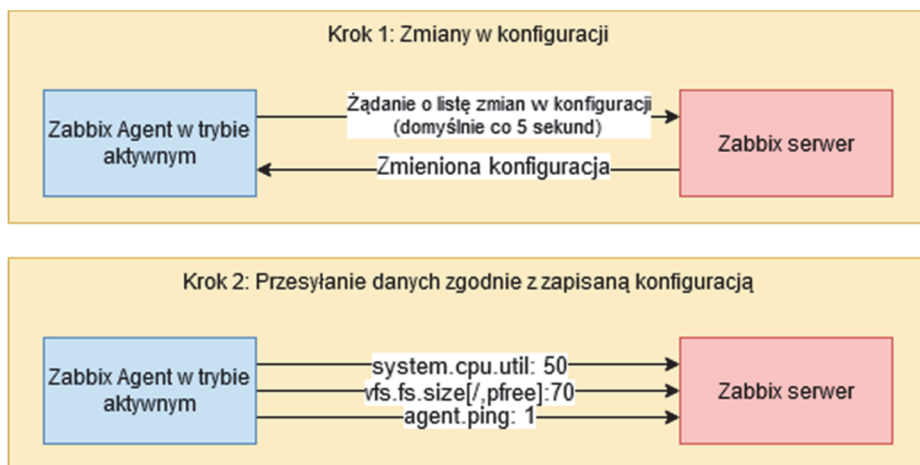 Krok 1: Zmiany w konfiguracji
Zabbix Agent w trybie
aktywnym
Żądanie o listę zmian w konfiguracji
(domyślnie co 5 sekund)
Zmieniona konfiguracja
Zabbix serwer
Krok 2: Przesyłanie danych zgodnie z zapisaną konfiguracją
Zabbix Agent w trybie
aktywnym
system.cpu.util: 50
vfs.fs.size[/,pfree]:70
agent.ping: 1
Zabbix serwer